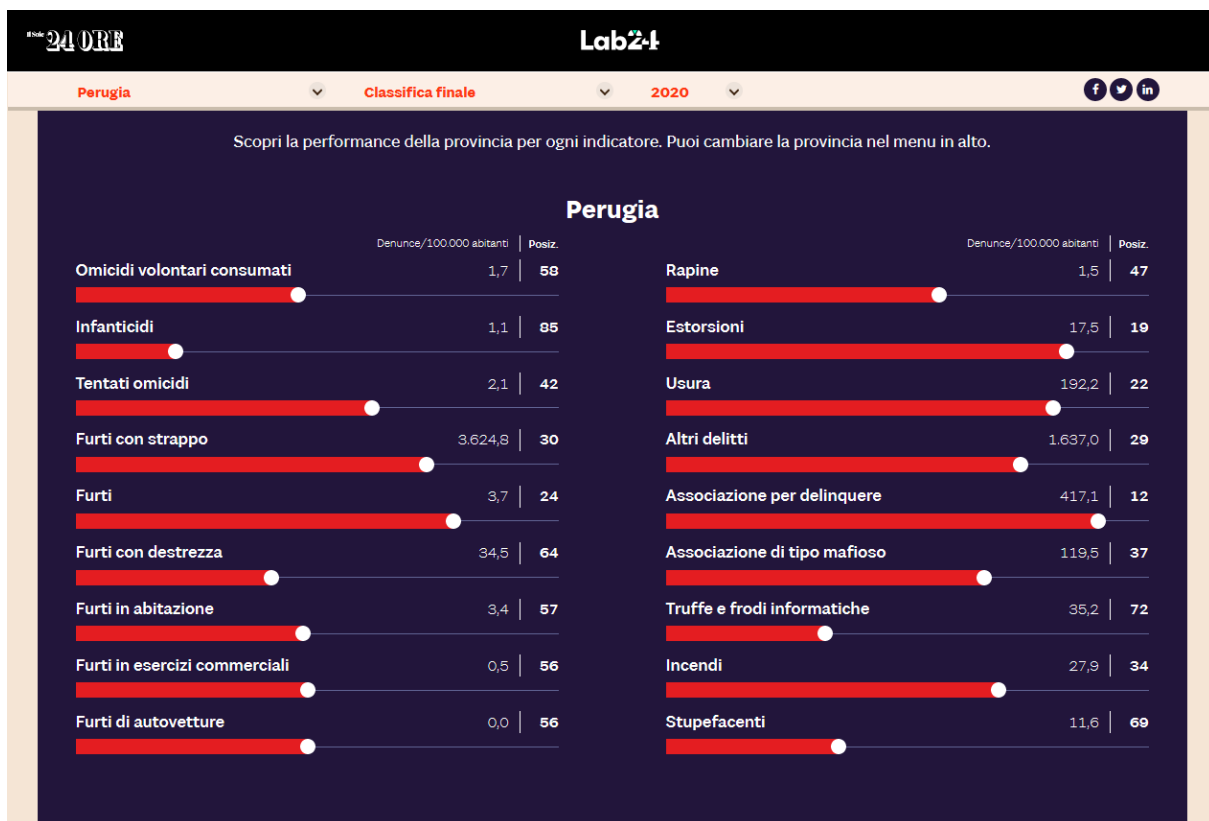 Il Sole 24 ORE
Lab24
Perugia Classifica finale 2020
Scopri la performance della provincia per ogni indicatore. Puoi cambiare la provincia nel menu in alto.
Perugia
Denunce/100.000 abitanti Posiz.
Omicidi volontari consumati 1,7 58
Infanticidi 1,1 85
Tentati omicidi 2,1 42
Furti con strappo 3.624,8 30
Furti 3,7 24
Furti con destrezza 34,5 64
Furti in abitazione 3,4 57
Furti in esercizi commerciali 0,5 56
Furti di autovetture 0,0 56
Denunce/100.000 abitanti Posiz.
Rapine 1,5 47
Estorsioni 17,5 19
Usura 192,2 22
Altri delitti 1.637,0 29
Associazione per delinquere 417,1 12
Associazione di tipo mafioso 119,5 37
Truffe e frodi informatiche 35,2 72
Incendi 27,9 34
Stupefacenti 11,6 69